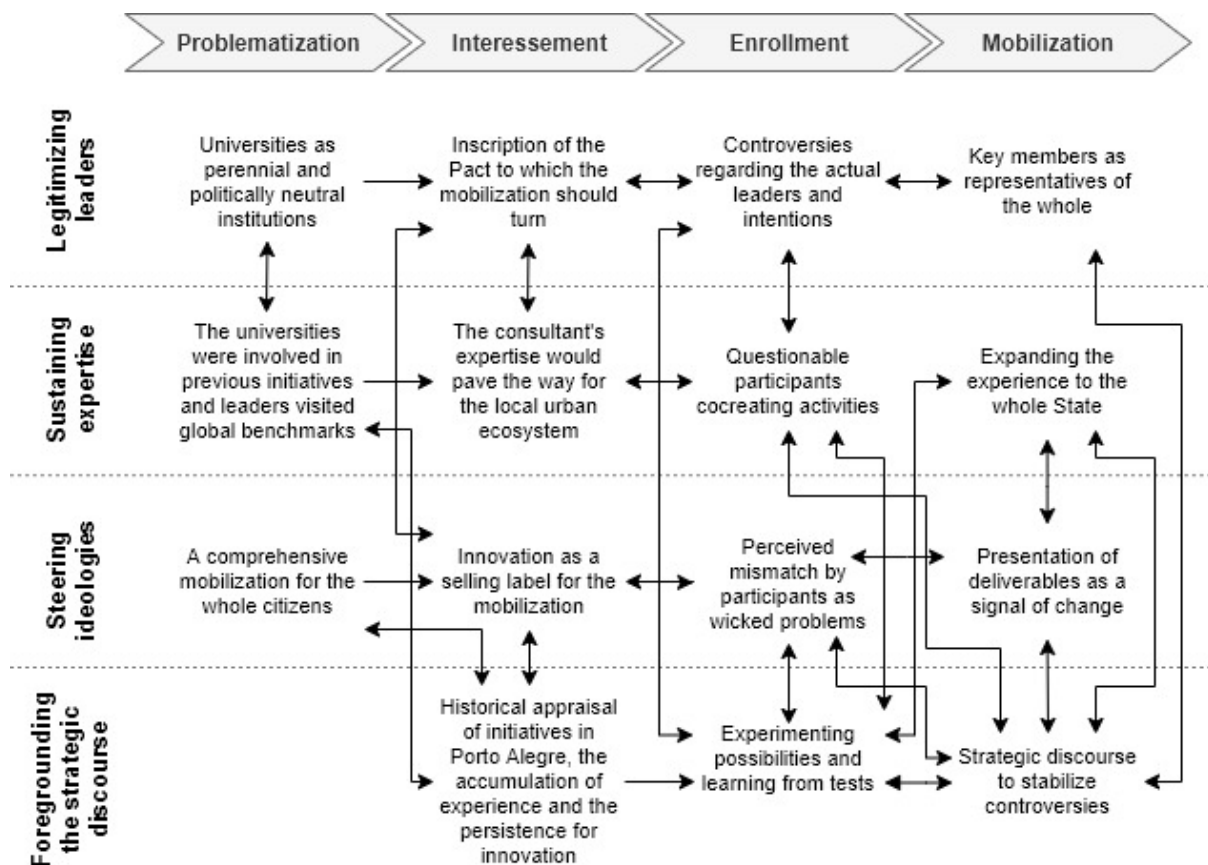 Problematization
Interessement
Enrollment
Mobilization
Legitimizing
leaders
Universities as
perennial and
politically neutral
institutions
Inscription of the
Pact to which the
mobilization should
turn
Controversies
regarding the actual
leaders and
intentions
Key members as
representatives of
the whole
Sustaining
expertise
The universities
were involved in
previous initiatives
and leaders visited
global benchmarks
The consultant's
expertise would
pave the way for
the local urban
ecosystem
Questionable
participants
cocreating activities
Expanding the
experience to the
whole State
Steering
ideologies
A comprehensive
mobilization for the
whole citizens
Innovation as a
selling label for the
mobilization
Perceived
mismatch by
participants as
wicked problems
Presentation of
deliverables as a
signal of change
Foregrounding
the strategic
discourse
Historical appraisal
of initiatives in
Porto Alegre, the
accumulation of
experience and the
persistence for
innovation
Experimenting
possibilities and
learning from tests
Strategic discourse
to stabilize
controversies